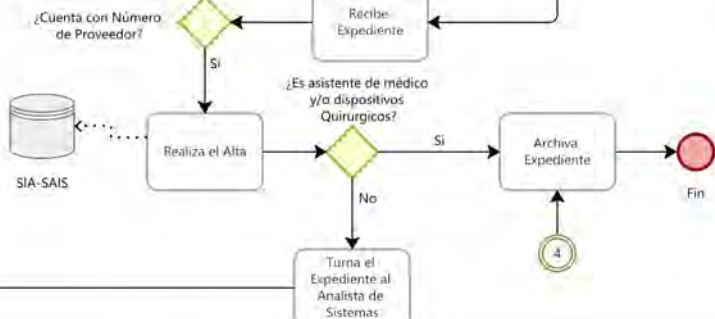 ¿Cuenta con Número
de Proveedor?
Recibe
Expediente
Sí
¿Es asistente de médico
y/o dispositivos
Quirurgicos?
Realiza el Alta
Si
Archiva
Expediente
SIA-SAIS
Fin
No
4
Turna el
Expediente al
Analista de
Sistemas